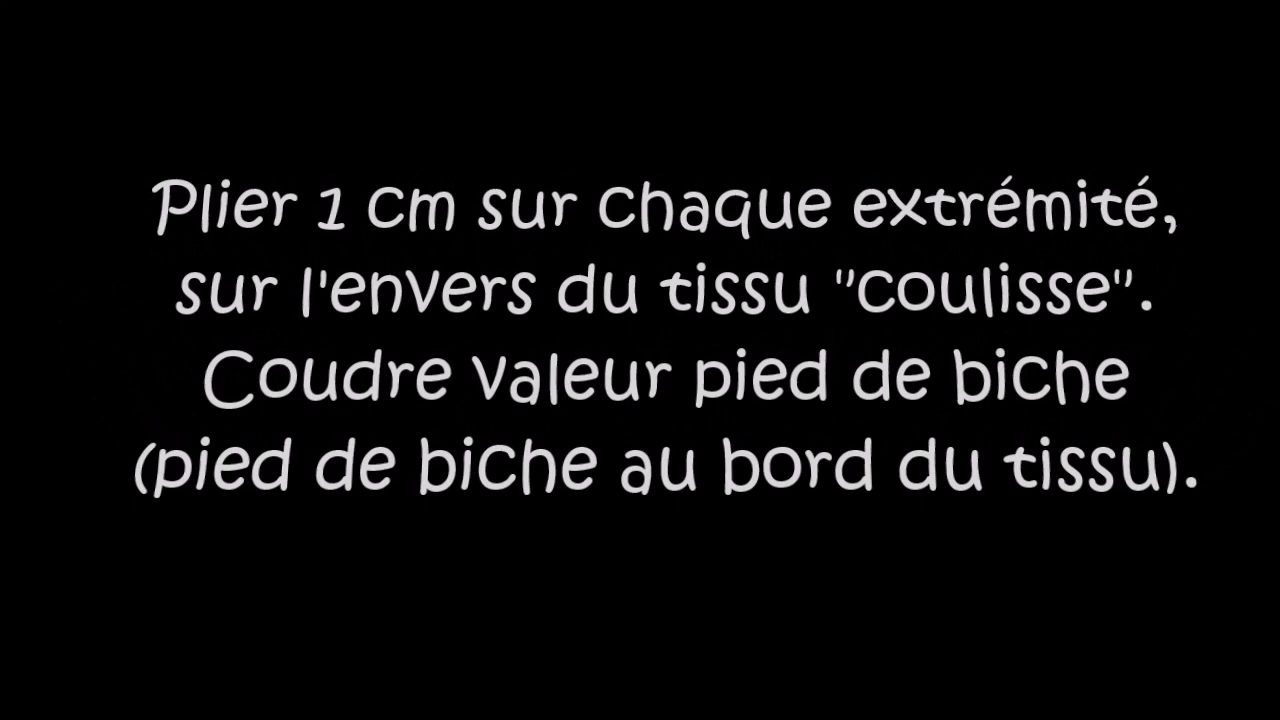 Plier 1 cm sur chaque extrémité,
sur l'envers du tissu "coulisse".
Coudre valeur pied de biche
(pied de biche au bord du tissu).